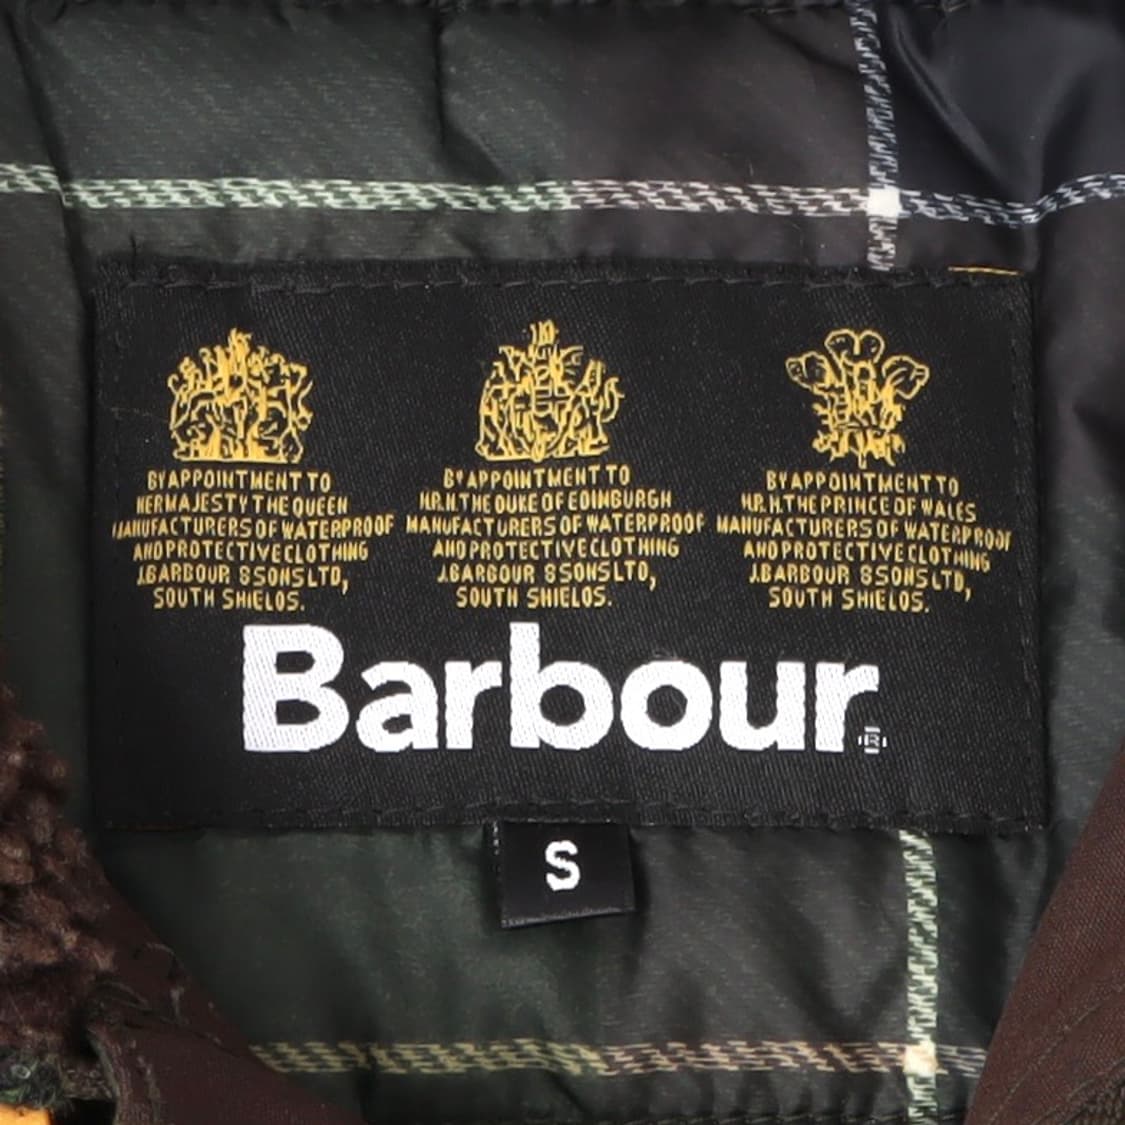 BY APPOINTMENT TO
HER MAJESTY THE QUEEN
MANUFACTURERS OF WATERPROOF
AND PROTECTIVE CLOTHING
J.BARBOUR & SONS LTD,
SOUTH SHIELDS.
BY APPOINTMENT TO
H.R.H. THE DUKE OF EDINBURGH
MANUFACTURERS OF WATERPROOF
AND PROTECTIVE CLOTHING
J.BARBOUR & SONS LTD,
SOUTH SHIELDS.
BY APPOINTMENT TO
H.R.H. THE PRINCE OF WALES
MANUFACTURERS OF WATERPROOF
AND PROTECTIVE CLOTHING
J.BARBOUR & SONS LTD,
SOUTH SHIELDS.
Barbour®
S